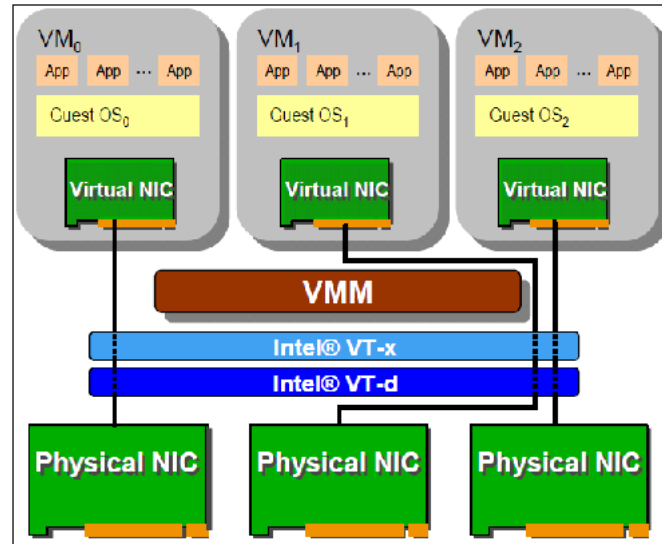 VM₀ VM₁ VM₂
App App ... App App App ... App App App ... App
Guest OS₀ Guest OS₁ Guest OS₂
Virtual NIC Virtual NIC Virtual NIC
VMM
Intel® VT-x
Intel® VT-d
Physical NIC Physical NIC Physical NIC